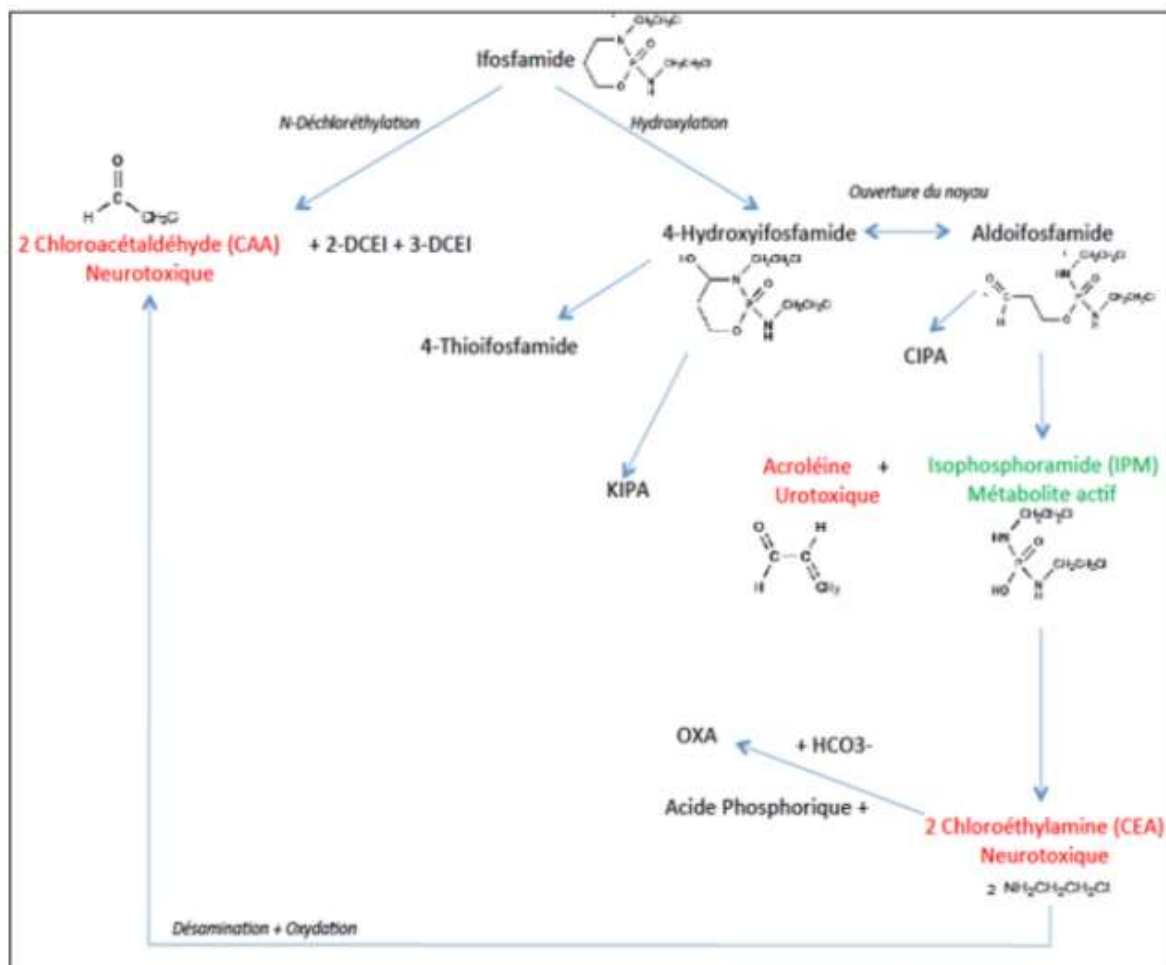 Ifosfamide
N-Déchloréthylation
Hydroxylation
Ouverture du noyau
2 Chloroacétaldéhyde (CAA)
Neurotoxique
+ 2-DCEI + 3-DCEI
4-Hydroxyifosfamide
Aldoifosfamide
4-Thioifosfamide
CIPA
KIPA
Acroléine +
Urotoxique
Isophosphoramide (IPM)
Métabolite actif
OXA
+ HCO3-
Acide Phosphorique +
2 Chloroéthylamine (CEA)
Neurotoxique
2 NH₂CH₂CH₂Cl
Désamination + Oxydation